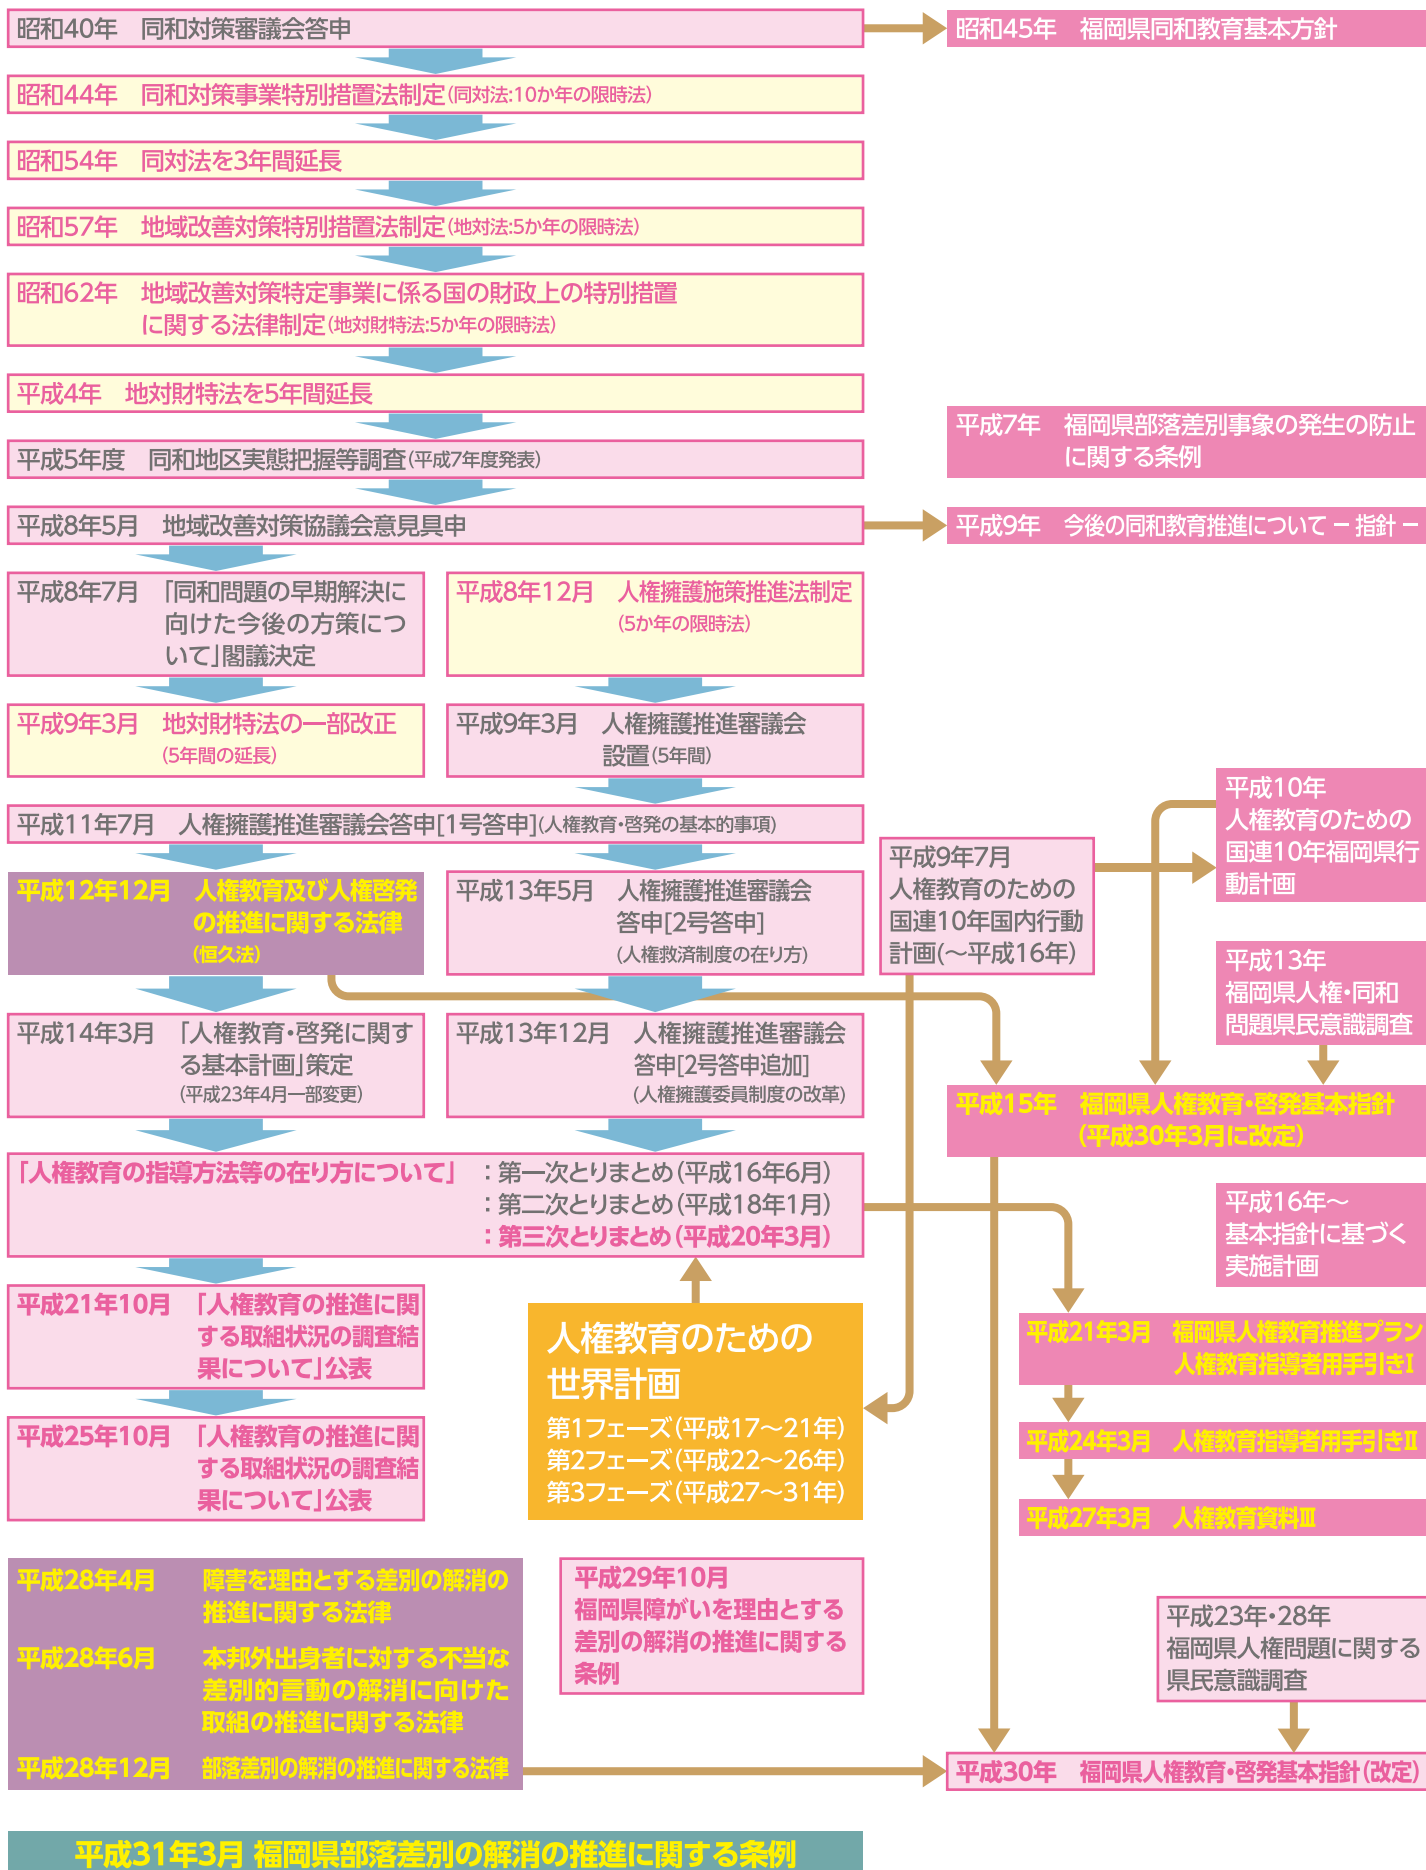 昭和40年　同和対策審議会答申
昭和45年　福岡県同和教育基本方針
昭和44年　同和対策事業特別措置法制定(同対法:10か年の限時法)
昭和54年　同対法を3年間延長
昭和57年　地域改善対策特別措置法制定(地対法:5か年の限時法)
昭和62年　地域改善対策特定事業に係る国の財政上の特別措置
に関する法律制定(地対財特法:5か年の限時法)
平成4年　地対財特法を5年間延長
平成7年　福岡県部落差別事象の発生の防止
に関する条例
平成5年度　同和地区実態把握等調査(平成7年度発表)
平成8年5月　地域改善対策協議会意見具申
平成9年　今後の同和教育推進について－指針－
平成8年7月　「同和問題の早期解決に
向けた今後の方策につ
いて」閣議決定
平成8年12月　人権擁護施策推進法制定
(5か年の限時法)
平成9年3月　地対財特法の一部改正
(5年間の延長)
平成9年3月　人権擁護推進審議会
設置(5年間)
平成11年7月　人権擁護推進審議会答申[1号答申](人権教育・啓発の基本的事項)
平成9年7月
人権教育のための
国連10年国内行動
計画(～平成16年)
平成10年
人権教育のための
国連10年福岡県行
動計画
平成12年12月　人権教育及び人権啓発
の推進に関する法律
(恒久法)
平成13年5月　人権擁護推進審議会
答申[2号答申]
(人権救済制度の在り方)
平成13年
福岡県人権・同和
問題県民意識調査
平成14年3月　「人権教育・啓発に関す
る基本計画」策定
(平成23年4月一部変更)
平成13年12月　人権擁護推進審議会
答申[2号答申追加]
(人権擁護委員制度の改革)
平成15年　福岡県人権教育・啓発基本指針
(平成30年3月に改定)
「人権教育の指導方法等の在り方について」　：第一次とりまとめ(平成16年6月)
：第二次とりまとめ(平成18年1月)
：第三次とりまとめ(平成20年3月)
平成16年～
基本指針に基づく
実施計画
平成21年10月　「人権教育の推進に関
する取組状況の調査結
果について」公表
人権教育のための
世界計画
第1フェーズ(平成17～21年)
第2フェーズ(平成22～26年)
第3フェーズ(平成27～31年)
平成21年3月　福岡県人権教育推進プラン
人権教育指導者用手引きⅠ
平成24年3月　人権教育指導者用手引きⅡ
平成27年3月　人権教育資料Ⅲ
平成25年10月　「人権教育の推進に関
する取組状況の調査結
果について」公表
平成28年4月　障害を理由とする差別の解消の
推進に関する法律
平成28年6月　本邦外出身者に対する不当な
差別的言動の解消に向けた
取組の推進に関する法律
平成28年12月　部落差別の解消の推進に関する法律
平成29年10月
福岡県障がいを理由とする
差別の解消の推進に関する
条例
平成23年・28年
福岡県人権問題に関する
県民意識調査
平成30年　福岡県人権教育・啓発基本指針(改定)
平成31年3月 福岡県部落差別の解消の推進に関する条例